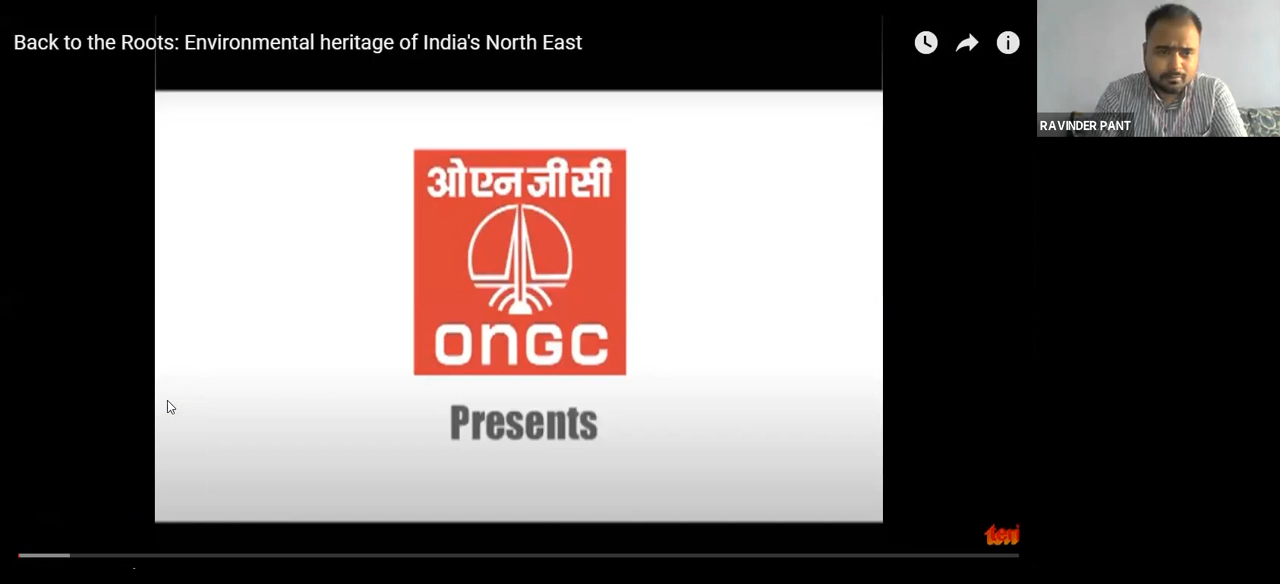 Back to the Roots: Environmental heritage of India's North East
RAVINDER PANT
ओएनजीसी
ONGC
Presents
teri